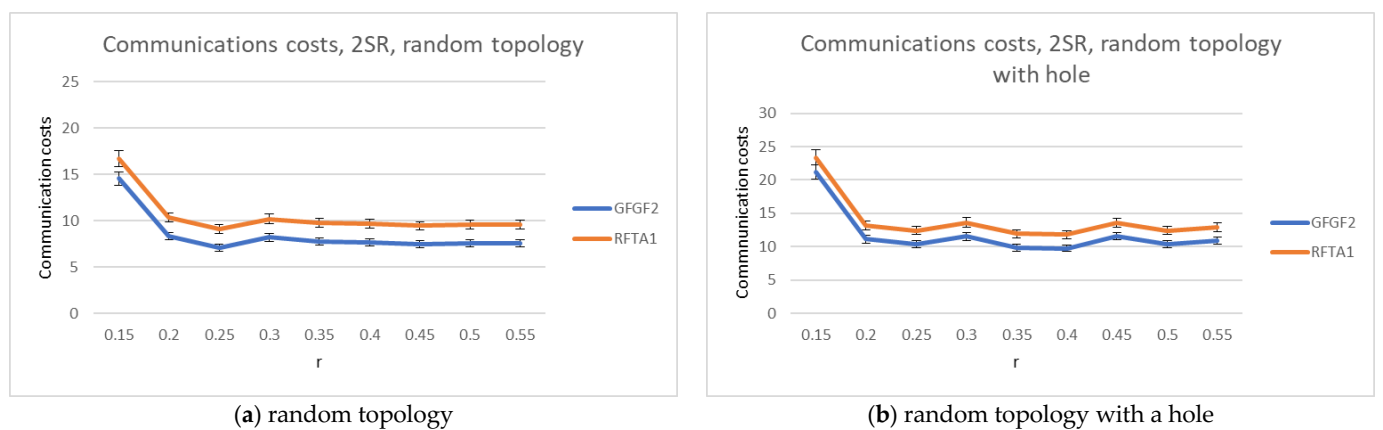 Communications costs, 2SR, random topology
25
20
15
10
5
0
Communication costs
0.15 0.2 0.25 0.3 0.35 0.4 0.45 0.5 0.55
r
GFGF2
RFTA1
(a) random topology
Communications costs, 2SR, random topology
with hole
30
25
20
15
10
5
0
Commmunication costs
0.15 0.2 0.25 0.3 0.35 0.4 0.45 0.5 0.55
r
GFGF2
RFTA1
(b) random topology with a hole